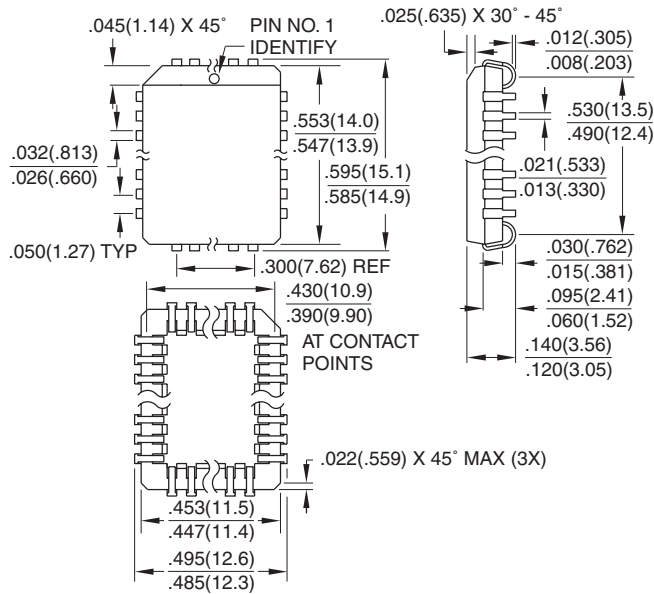 .045(1.14) X 45˚
PIN NO. 1
IDENTIFY
.025(.635) X 30˚ - 45˚
.012(.305)
.008(.203)
.553(14.0)
.547(13.9)
.595(15.1)
.585(14.9)
.530(13.5)
.490(12.4)
.032(.813)
.026(.660)
.021(.533)
.013(.330)
.050(1.27) TYP
.300(7.62) REF
.430(10.9)
.390(9.90)
AT CONTACT
POINTS
.030(.762)
.015(.381)
.095(2.41)
.060(1.52)
.140(3.56)
.120(3.05)
.022(.559) X 45˚ MAX (3X)
.453(11.5)
.447(11.4)
.495(12.6)
.485(12.3)